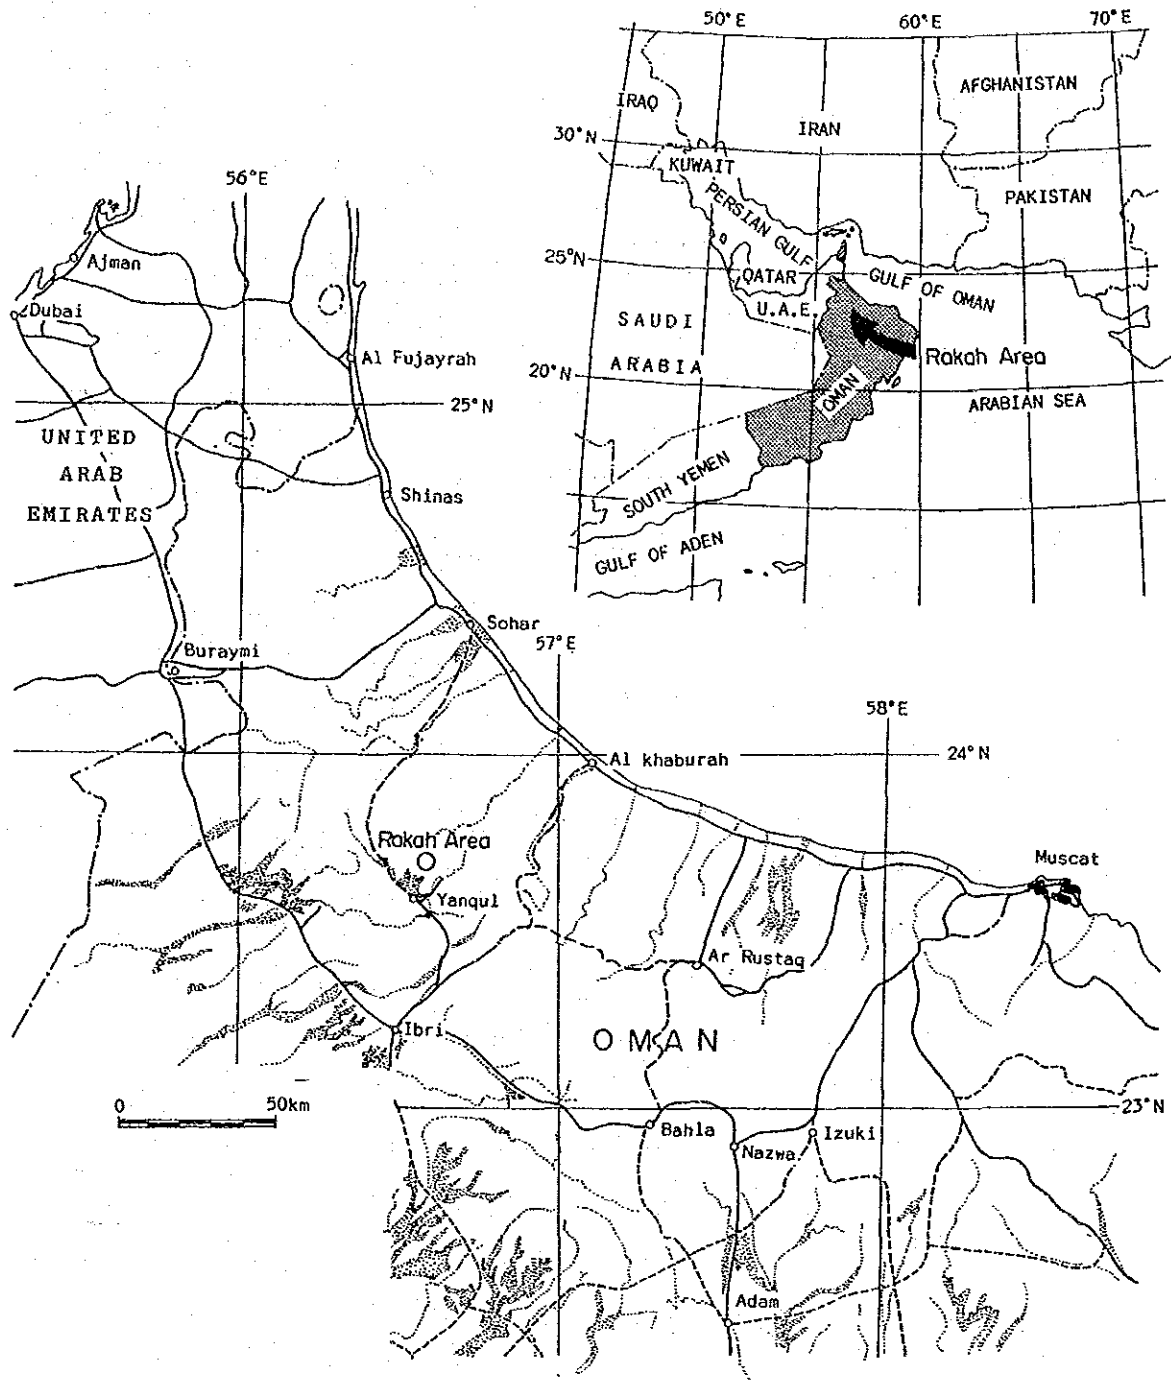 50°E
60°E
70°E
AFGHANISTAN
IRAQ
IRAN
30°N
KUWAIT
PAKISTAN
PERSIAN GULF
25°N
QATAR
GULF OF OMAN
U.A.E.
SAUDI
ARABIA
Rakah Area
20°N
OMAN
ARABIAN SEA
SOUTH YEMEN
GULF OF ADEN
56°E
Ajman
Dubai
Al Fujayrah
25°N
UNITED
ARAB
EMIRATES
Shinas
Sohar
57°E
Buraymi
58°E
24°N
Al khaburah
Rakah Area
Muscat
Yanqul
Ar Rustaq
Ibri
OMAN
0 50km
23°N
Bahla
Nazwa
Izuki
Adam